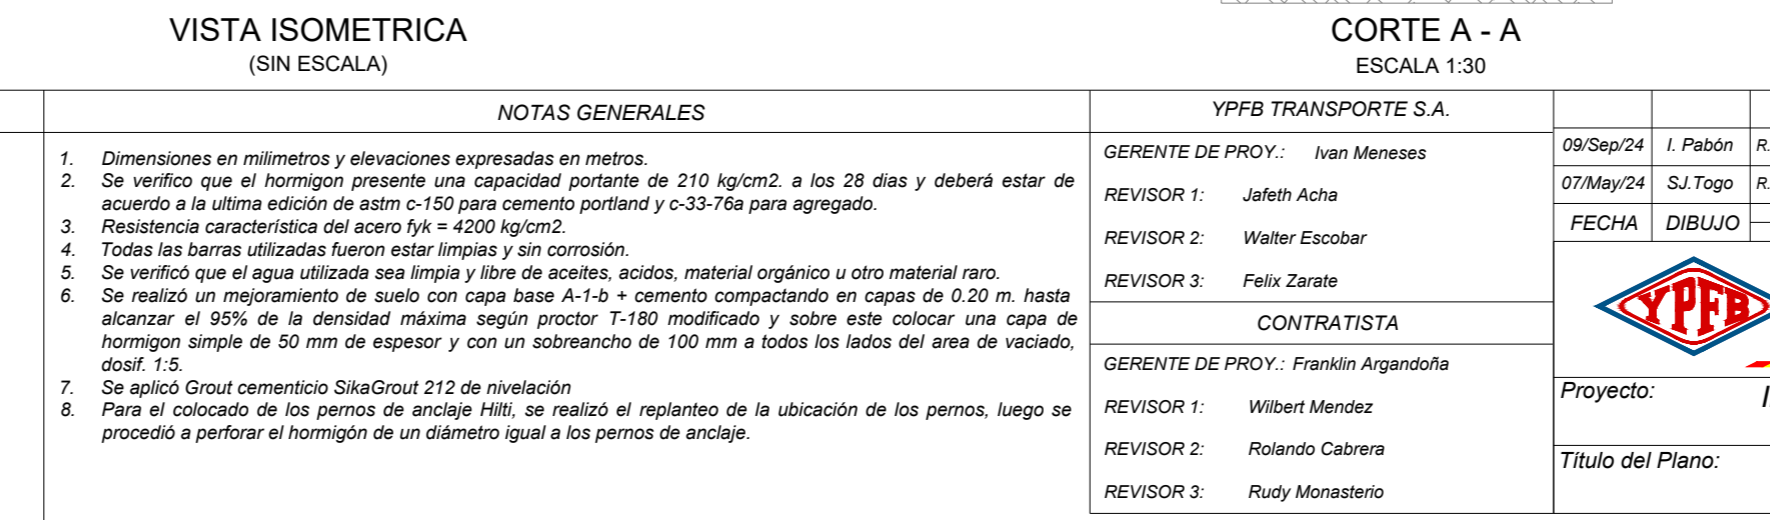 VISTA ISOMETRICA
(SIN ESCALA)
CORTE A - A
ESCALA 1:30
NOTAS GENERALES
1. Dimensiones en milimetros y elevaciones expresadas en metros.
2. Se verifico que el hormigon presente una capacidad portante de 210 kg/cm2. a los 28 dias y deberá estar de
acuerdo a la ultima edición de astm c-150 para cemento portland y c-33-76a para agregado.
3. Resistencia característica del acero fyk = 4200 kg/cm2.
4. Todas las barras utilizadas fueron estar limpias y sin corrosión.
5. Se verificó que el agua utilizada sea limpia y libre de aceites, acidos, material orgánico u otro material raro.
6. Se realizó un mejoramiento de suelo con capa base A-1-b + cemento compactando en capas de 0.20 m. hasta
alcanzar el 95% de la densidad máxima según proctor T-180 modificado y sobre este colocar una capa de
hormigon simple de 50 mm de espesor y con un sobreancho de 100 mm a todos los lados del area de vaciado,
dosif. 1:5.
7. Se aplicó Grout cementicio SikaGrout 212 de nivelación
8. Para el colocado de los pernos de anclaje Hilti, se realizó el replanteo de la ubicación de los pernos, luego se
procedió a perforar el hormigón de un diámetro igual a los pernos de anclaje.
YPFB TRANSPORTE S.A.
GERENTE DE PROY.: Ivan Meneses
REVISOR 1: Jafeth Acha
REVISOR 2: Walter Escobar
REVISOR 3: Felix Zarate
CONTRATISTA
GERENTE DE PROY.: Franklin Argandoña
REVISOR 1: Wilbert Mendez
REVISOR 2: Rolando Cabrera
REVISOR 3: Rudy Monasterio
09/Sep/24 I. Pabón R.
07/May/24 SJ.Togo R.
FECHA DIBUJO
YPFB
Proyecto:
Título del Plano: